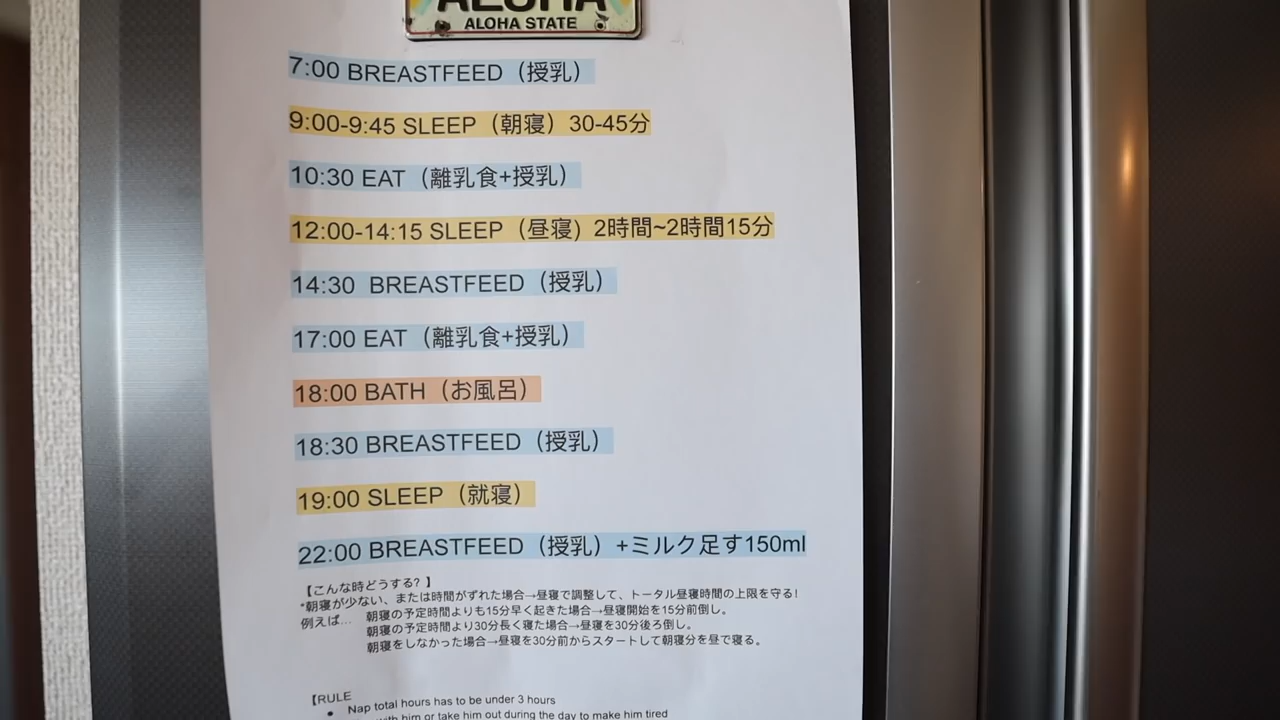 ALOHA
ALOHA STATE
7:00 BREASTFEED（授乳）
9:00-9:45 SLEEP（朝寝）30-45分
10:30 EAT（離乳食+授乳）
12:00-14:15 SLEEP（昼寝）2時間~2時間15分
14:30 BREASTFEED（授乳）
17:00 EAT（離乳食+授乳）
18:00 BATH（お風呂）
18:30 BREASTFEED（授乳）
19:00 SLEEP（就寝）
22:00 BREASTFEED（授乳）+ミルク足す150ml
【こんな時どうする？】
*朝寝が少ない、または時間がずれた場合→昼寝で調整して、トータル昼寝時間の上限を守る!
例えば… 朝寝の予定時間よりも15分早く起きた場合→昼寝開始を15分前倒し。
朝寝の予定時間より30分長く寝た場合→昼寝を30分後ろ倒し。
朝寝をしなかった場合→昼寝を30分前からスタートして朝寝分を昼で寝る。
【RULE
• Nap total hours has to be under 3 hours
with him or take him out during the day to make him tired